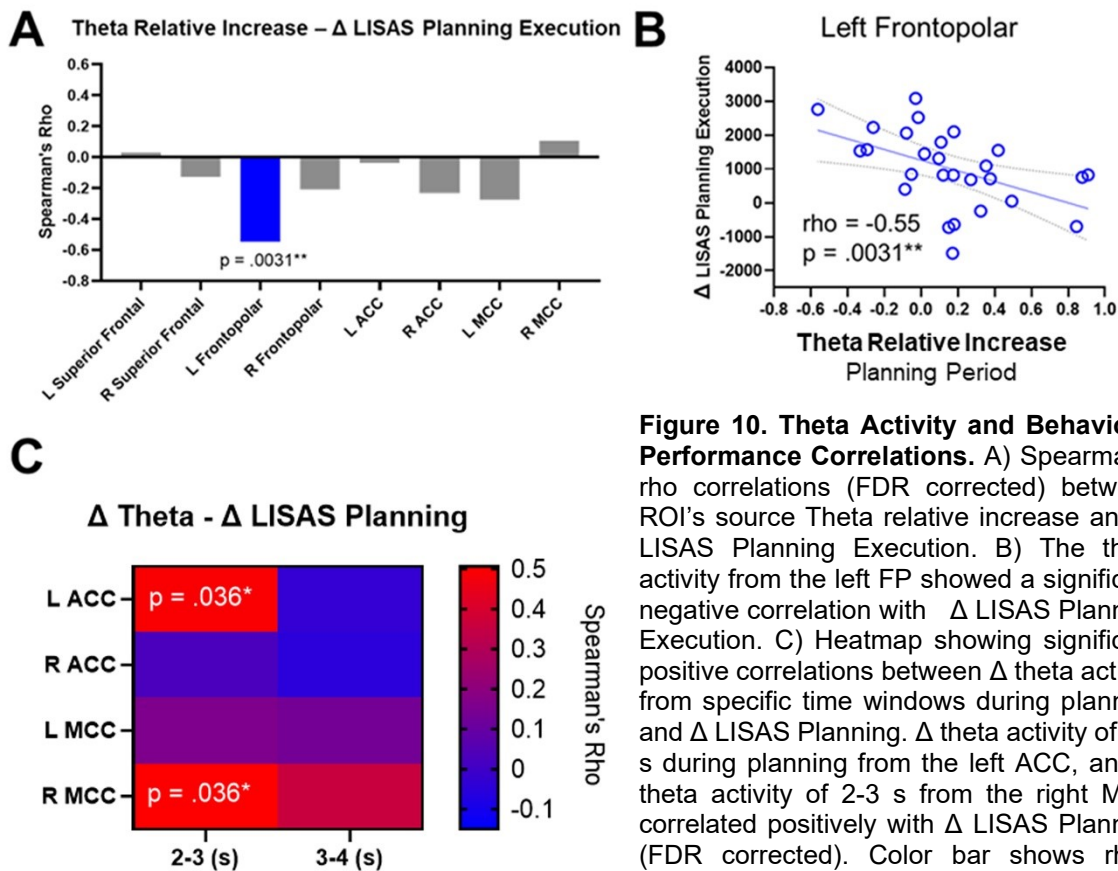 A
Theta Relative Increase – Δ LISAS Planning Execution
Spearman's Rho
0.6
0.4
0.2
0.0
-0.2
-0.4
-0.6
-0.8
p = .0031**
L Superior Frontal
R Superior Frontal
L Frontopolar
R Frontopolar
L ACC
R ACC
L MCC
R MCC
B
Left Frontopolar
Δ LISAS Planning Execution
4000
3000
2000
1000
0
-1000
-2000
rho = -0.55
p = .0031**
-0.8 -0.6 -0.4 -0.2 0.0 0.2 0.4 0.6 0.8 1.0
Theta Relative Increase
Planning Period
C
Δ Theta - Δ LISAS Planning
L ACC
R ACC
L MCC
R MCC
p = .036*
p = .036*
2-3 (s) 3-4 (s)
0.5
0.4
0.3
0.2
0.1
0
-0.1
Spearman's Rho
Figure 10. Theta Activity and Behavi
Performance Correlations. A) Spearma
rho correlations (FDR corrected) betw
ROI's source Theta relative increase an
LISAS Planning Execution. B) The th
activity from the left FP showed a signific
negative correlation with Δ LISAS Plann
Execution. C) Heatmap showing signific
positive correlations between Δ theta act
from specific time windows during plann
and Δ LISAS Planning. Δ theta activity of
s during planning from the left ACC, an
theta activity of 2-3 s from the right M
correlated positively with Δ LISAS Plann
(FDR corrected). Color bar shows rh